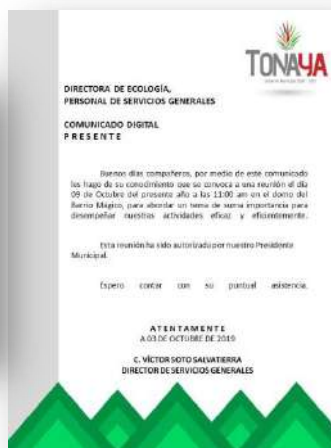 TONAYA
DIRECTORA DE ECOLOGÍA,
PERSONAL DE SERVICIOS GENERALES
COMUNICADO DIGITAL
P R E S E N T E
Buenos días compañeros, por medio de este comunicado
les hago de su conocimiento que se convoca a una reunión el día
09 de Octubre del presente año a las 11:00 am en el domo del
Barrio Mágico, para abordar un tema de suma importancia para
desempeñar nuestras actividades eficaz y eficientemente.
Esta reunión ha sido autorizada por nuestro Presidente
Municipal.
Espero contar con su puntual asistencia.
A T E N T A M E N T E
A 03 DE OCTUBRE DE 2019
C. VÍCTOR SOTO SALVATIERRA
DIRECTOR DE SERVICIOS GENERALES